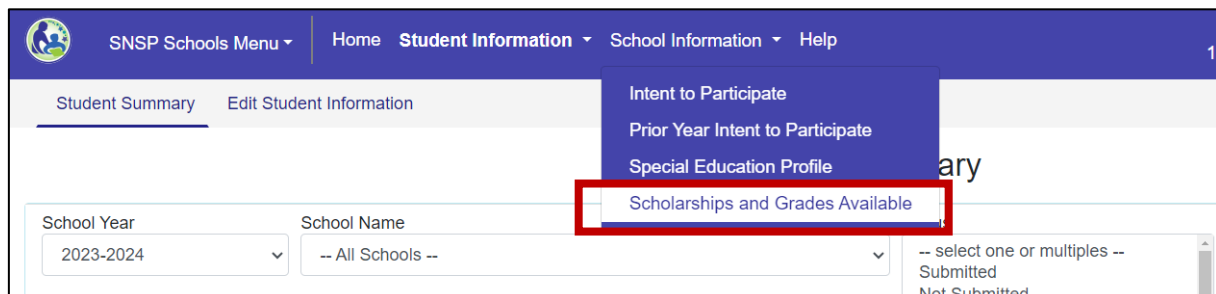 SNSP Schools Menu Home Student Information School Information Help
1
Student Summary Edit Student Information
Intent to Participate
Prior Year Intent to Participate
Special Education Profile
Scholarships and Grades Available
ary
School Year School Name
2023-2024 -- All Schools --
-- select one or multiples --
Submitted
Not Submitted